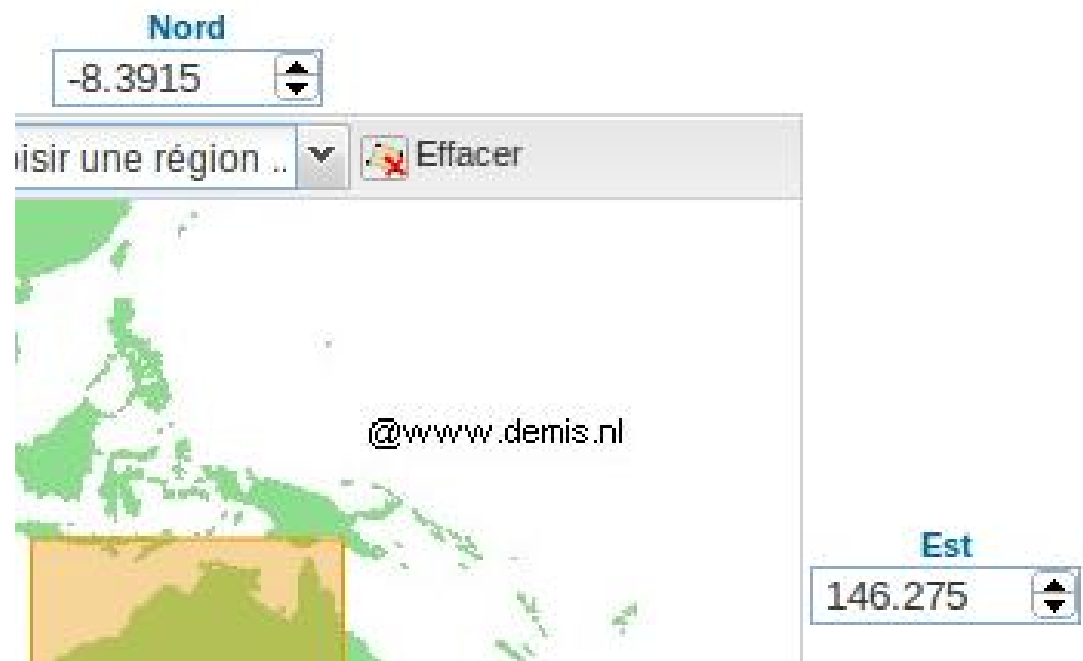 Nord
-8.3915
isir une région .. Effacer
@www.demis.nl
Est
146.275